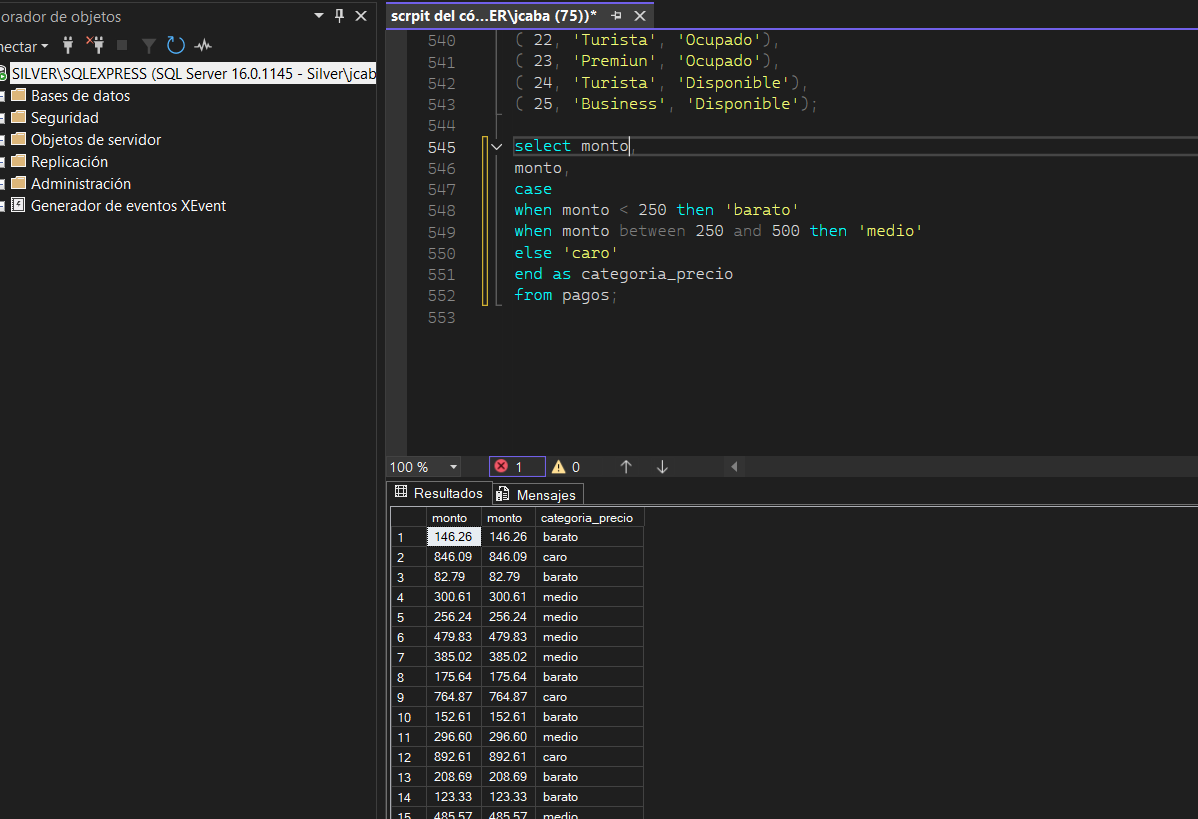 orador de objetos
nectar
SILVER\SQLEXPRESS (SQL Server 16.0.1145 - Silver\jcab
Bases de datos
Seguridad
Objetos de servidor
Replicación
Administración
Generador de eventos XEvent
scrpit del có...ER\jcaba (75))*
540 ( 22, 'Turista', 'Ocupado'),
541 ( 23, 'Premiun', 'Ocupado'),
542 ( 24, 'Turista', 'Disponible'),
543 ( 25, 'Business', 'Disponible');
544
545 select monto,
546 monto,
547 case
548 when monto < 250 then 'barato'
549 when monto between 250 and 500 then 'medio'
550 else 'caro'
551 end as categoria_precio
552 from pagos;
553
100 % 1 0
Resultados Mensajes
monto monto categoria_precio
1 146.26 146.26 barato
2 846.09 846.09 caro
3 82.79 82.79 barato
4 300.61 300.61 medio
5 256.24 256.24 medio
6 479.83 479.83 medio
7 385.02 385.02 medio
8 175.64 175.64 barato
9 764.87 764.87 caro
10 152.61 152.61 barato
11 296.60 296.60 medio
12 892.61 892.61 caro
13 208.69 208.69 barato
14 123.33 123.33 barato
15 485.57 485.57 medio